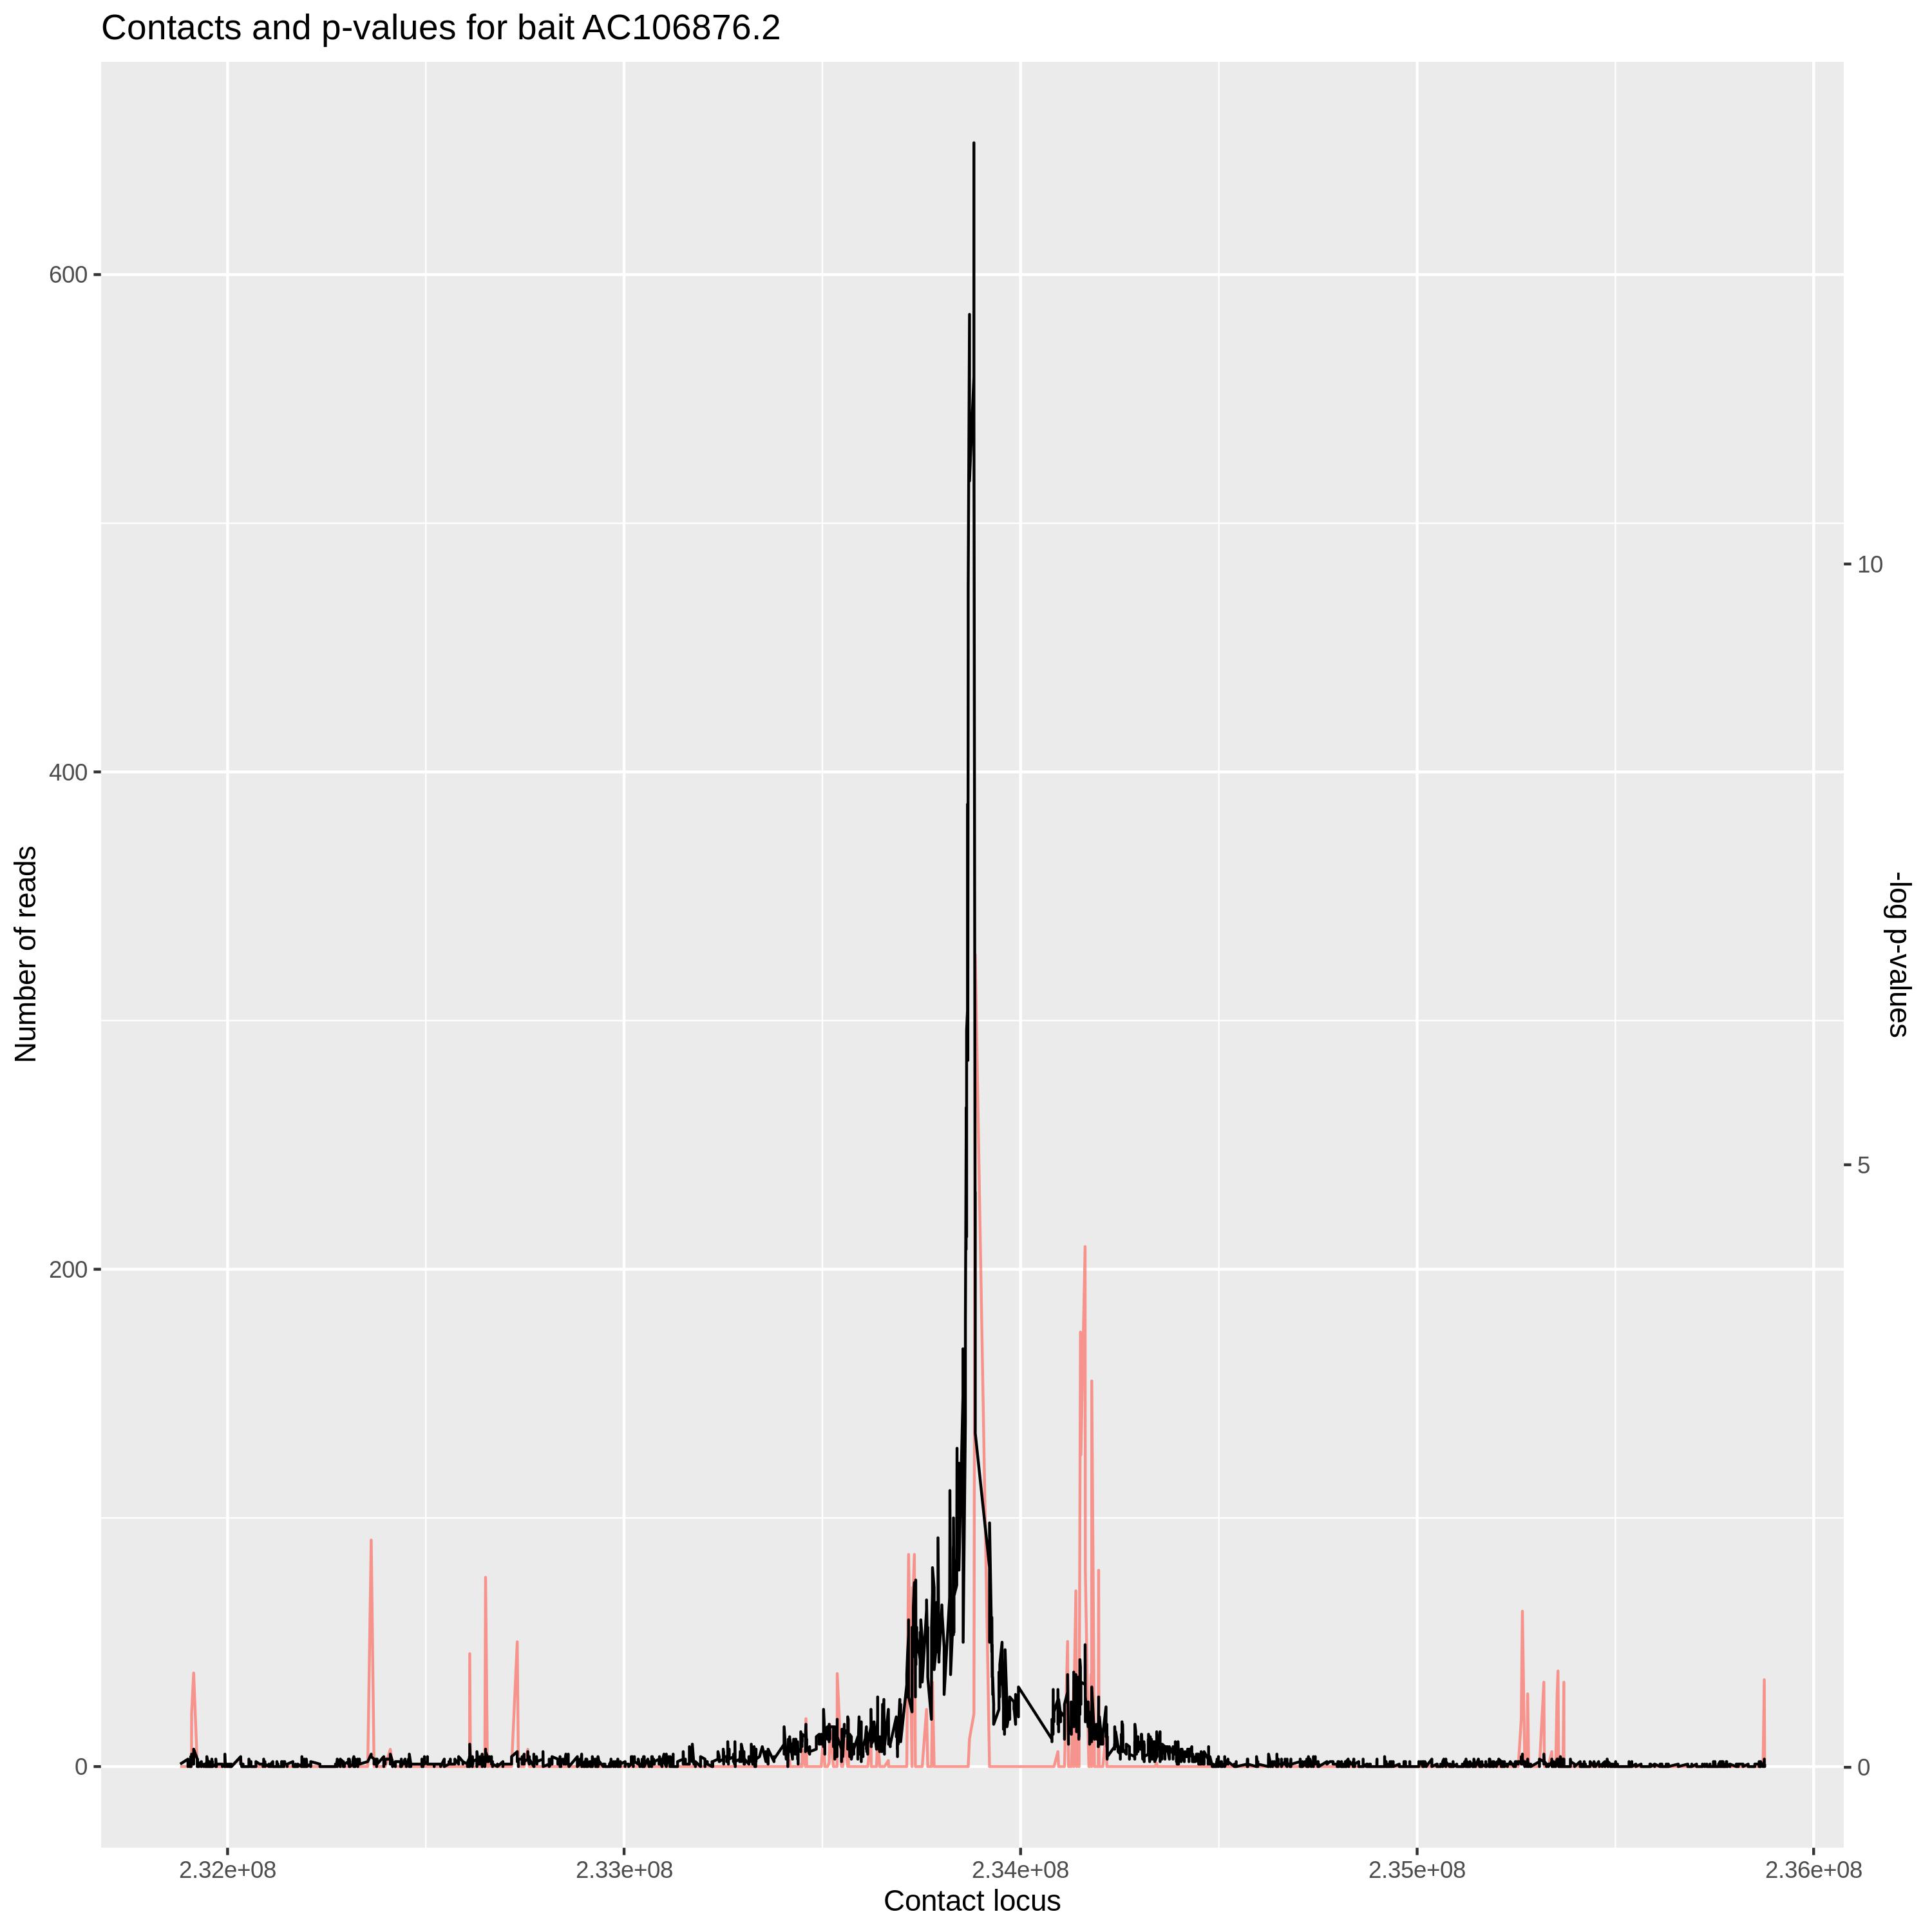 Contacts and p-values for bait AC106876.2
600
400
200
0
Number of reads
10
5
0
-log p-values
2.32e+08
2.33e+08
2.34e+08
2.35e+08
2.36e+08
Contact locus